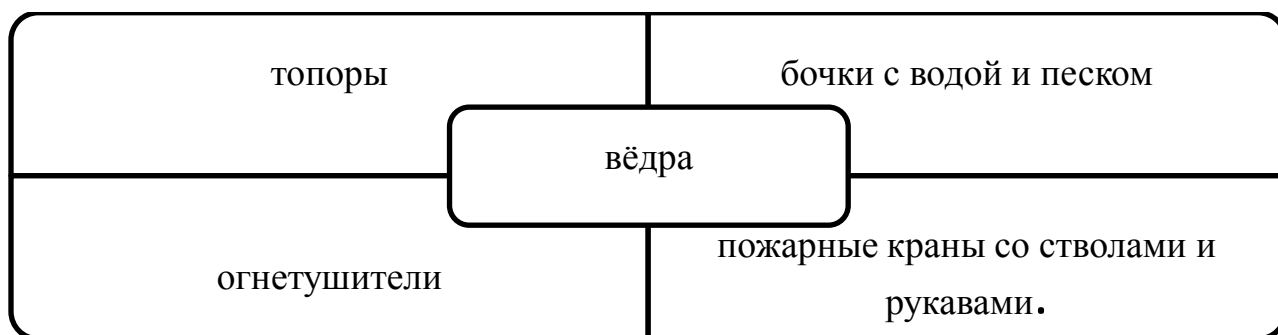 топоры
бочки с водой и песком
вёдра
огнетушители
пожарные краны со стволами и
рукавами.